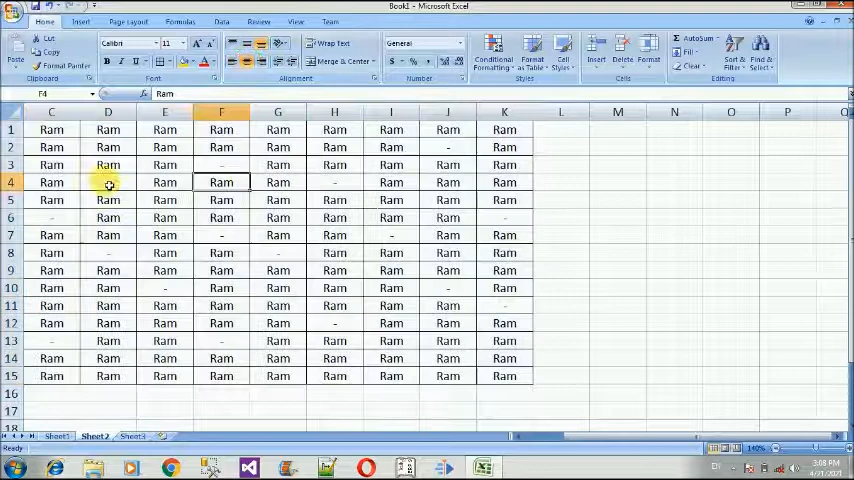 Book1 - Microsoft Excel
Home Insert Page Layout Formulas Data Review View Team
Cut Calibri 11 Wrap Text General AutoSum
Copy Fill
Paste Format Painter B I U Merge & Center $ % Conditional Formatting Format as Table Cell Styles Insert Delete Format Clear Sort & Filter Find & Select
Clipboard Font Alignment Number Styles Cells Editing
F4 fx Ram
C D E F G H I J K L M N O P Q
1 Ram Ram Ram Ram Ram Ram Ram Ram Ram
2 Ram Ram Ram Ram Ram Ram Ram - Ram
3 Ram Ram Ram - Ram Ram Ram Ram Ram
4 Ram Ram Ram Ram - Ram Ram Ram
5 Ram Ram Ram Ram Ram Ram Ram Ram Ram
6 - Ram Ram Ram Ram Ram Ram Ram -
7 Ram Ram Ram - Ram Ram - Ram Ram
8 Ram - Ram Ram - Ram Ram Ram Ram
9 Ram Ram Ram Ram Ram Ram Ram Ram Ram
10 Ram Ram - Ram Ram Ram Ram - Ram
11 Ram Ram Ram Ram Ram Ram Ram Ram -
12 Ram Ram Ram Ram Ram - Ram Ram Ram
13 - Ram Ram - Ram Ram Ram Ram Ram
14 Ram Ram Ram Ram Ram Ram Ram Ram Ram
15 Ram Ram Ram Ram Ram Ram Ram Ram Ram
16
17
18
Sheet1 Sheet2 Sheet3
Ready 140%
3:08 PM
4/21/2021